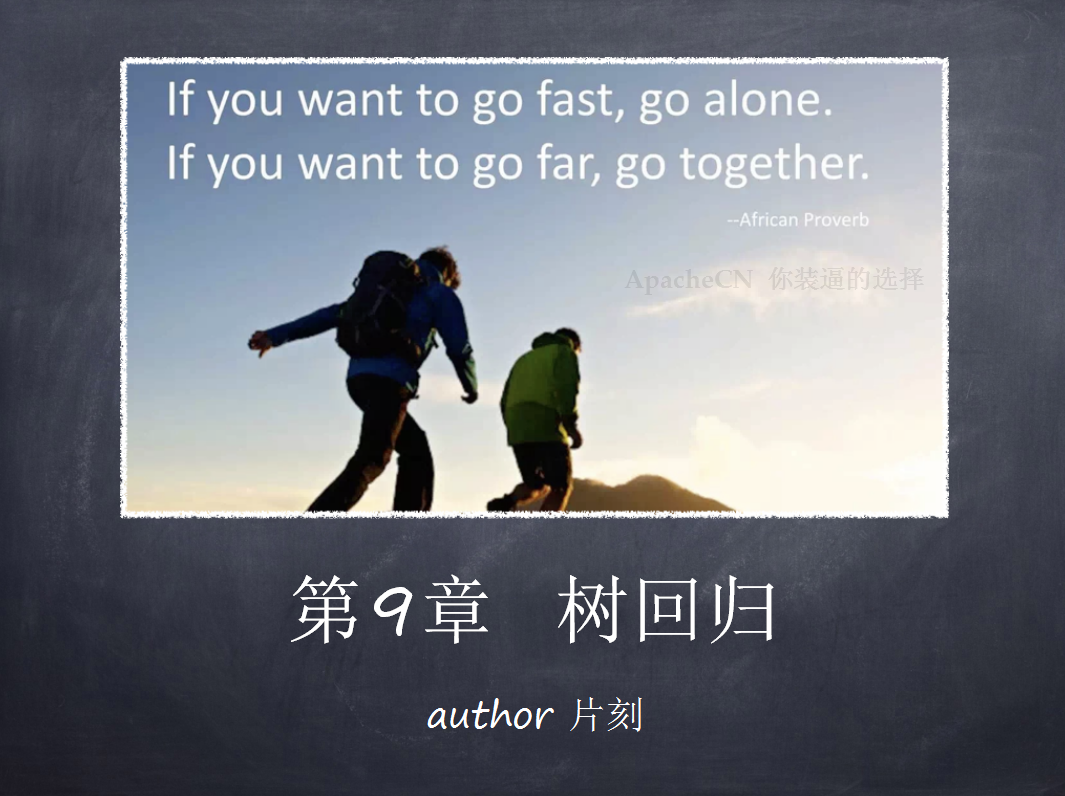 If you want to go fast, go alone.
If you want to go far, go together.
--African Proverb
ApacheCN 你装逼的选择
第9章 树回归
author 片刻